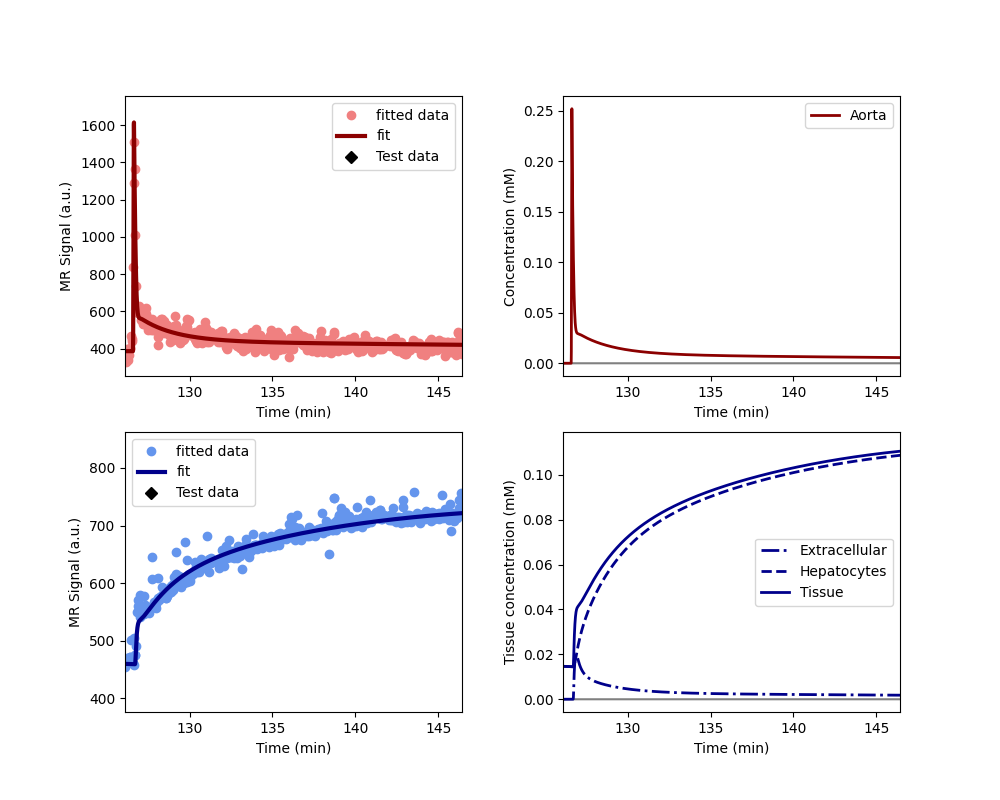 MR Signal (a.u.)
1600
1400
1200
1000
800
600
400
fitted data
fit
Test data
130
135
140
145
Time (min)
Concentration (mM)
0.25
0.20
0.15
0.10
0.05
0.00
Aorta
130
135
140
145
Time (min)
MR Signal (a.u.)
800
700
600
500
400
fitted data
fit
Test data
130
135
140
145
Time (min)
Tissue concentration (mM)
0.10
0.08
0.06
0.04
0.02
0.00
Extracellular
Hepatocytes
Tissue
130
135
140
145
Time (min)